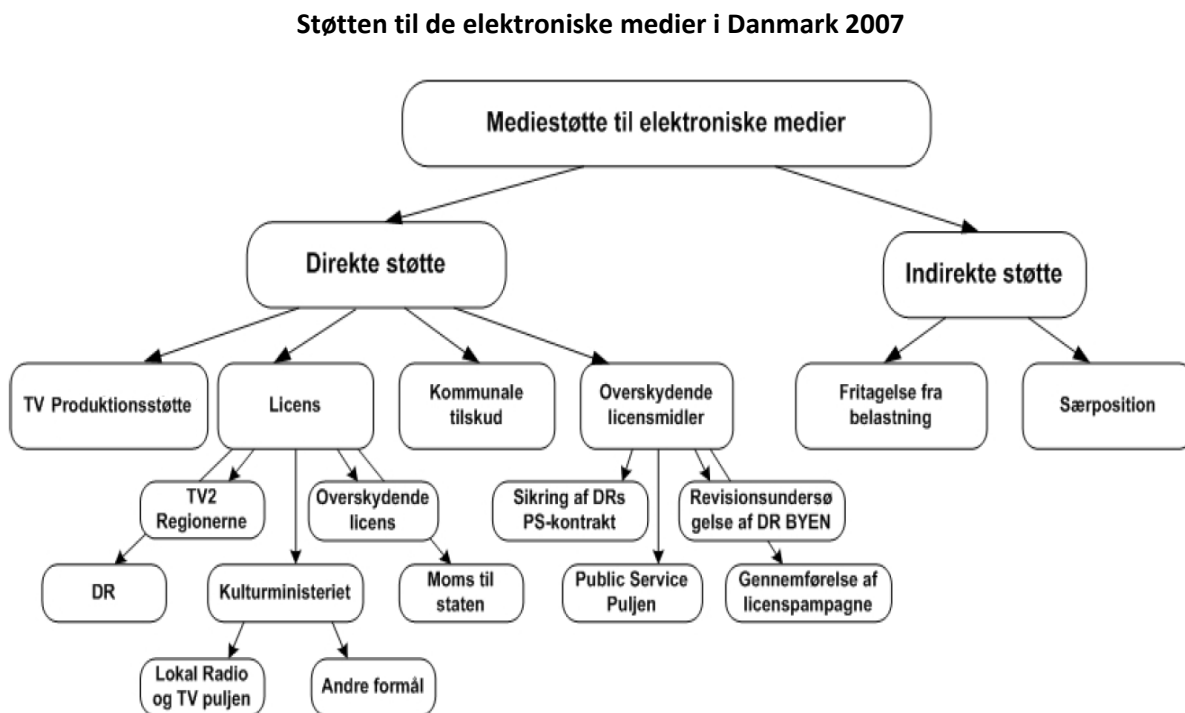 Støtten til de elektroniske medier i Danmark 2007
Mediestøtte til elektroniske medier
Direkte støtte
Indirekte støtte
TV Produktionsstøtte
Licens
Kommunale
tilskud
Overskydende
licensmidler
Fritagelse fra
belastning
Særposition
TV2
Regionerne
Overskydende
licens
Sikring af DRs
PS-kontrakt
Revisionsundersø
gelse af DR BYEN
DR
Kulturministeriet
Moms til
staten
Public Service
Puljen
Gennemførelse af
licenspampagne
Lokal Radio
og TV puljen
Andre formål